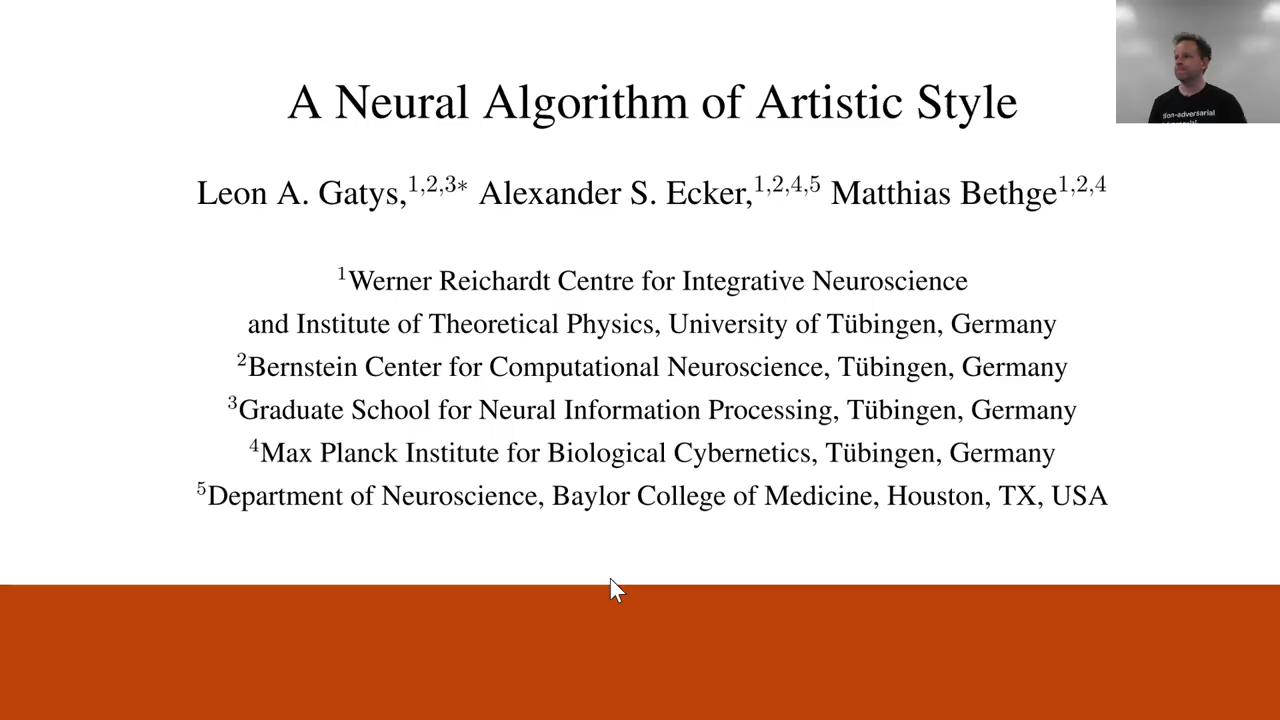 A Neural Algorithm of Artistic Style
Leon A. Gatys,1,2,3∗ Alexander S. Ecker,1,2,4,5 Matthias Bethge1,2,4
1Werner Reichardt Centre for Integrative Neuroscience
and Institute of Theoretical Physics, University of Tübingen, Germany
2Bernstein Center for Computational Neuroscience, Tübingen, Germany
3Graduate School for Neural Information Processing, Tübingen, Germany
4Max Planck Institute for Biological Cybernetics, Tübingen, Germany
5Department of Neuroscience, Baylor College of Medicine, Houston, TX, USA